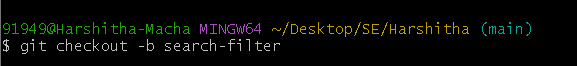 91949@Harshitha-Macha MINGW64 ~/Desktop/SE/Harshitha (main)
$ git checkout -b search-filter